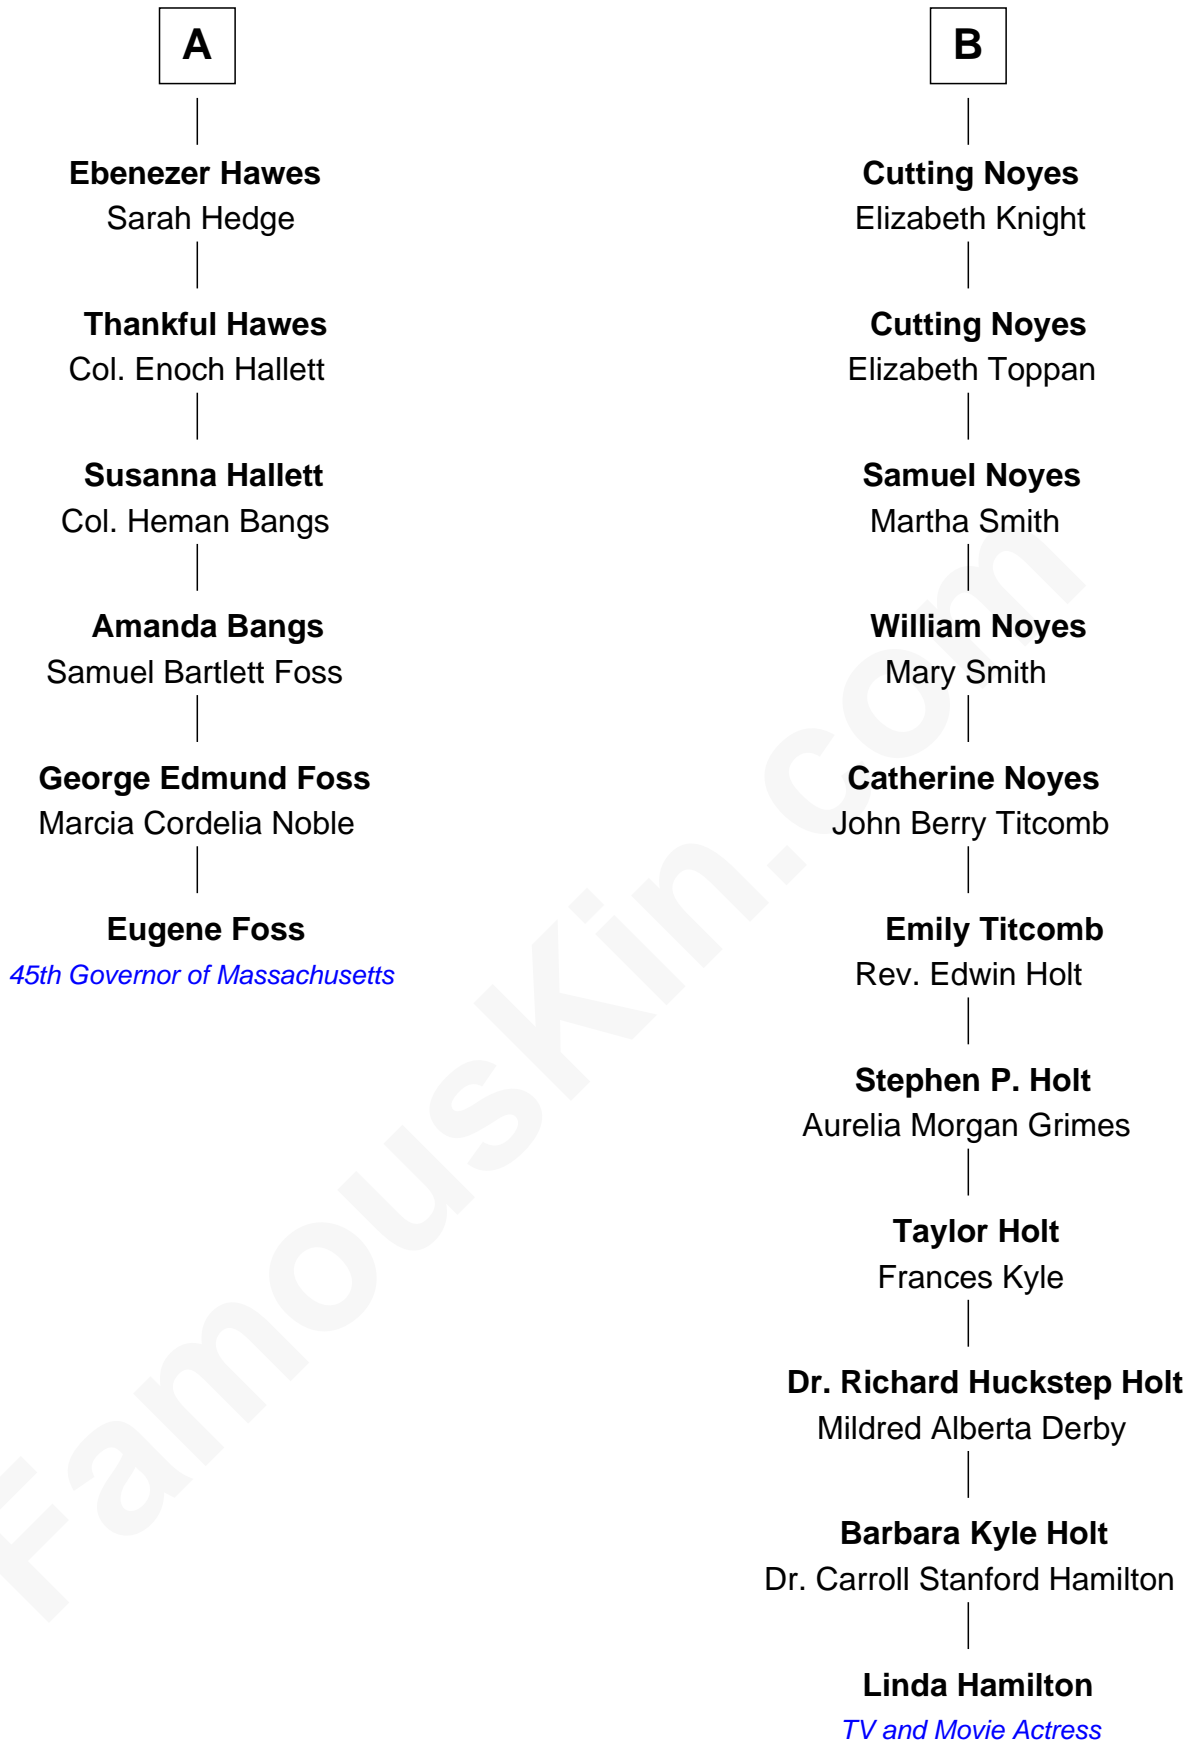 A
Ebenezer Hawes
Sarah Hedge
Thankful Hawes
Col. Enoch Hallett
Susanna Hallett
Col. Heman Bangs
Amanda Bangs
Samuel Bartlett Foss
George Edmund Foss
Marcia Cordelia Noble
Eugene Foss
45th Governor of Massachusetts
B
Cutting Noyes
Elizabeth Knight
Cutting Noyes
Elizabeth Toppan
Samuel Noyes
Martha Smith
William Noyes
Mary Smith
Catherine Noyes
John Berry Titcomb
Emily Titcomb
Rev. Edwin Holt
Stephen P. Holt
Aurelia Morgan Grimes
Taylor Holt
Frances Kyle
Dr. Richard Huckstep Holt
Mildred Alberta Derby
Barbara Kyle Holt
Dr. Carroll Stanford Hamilton
Linda Hamilton
TV and Movie Actress
FamousKin.com